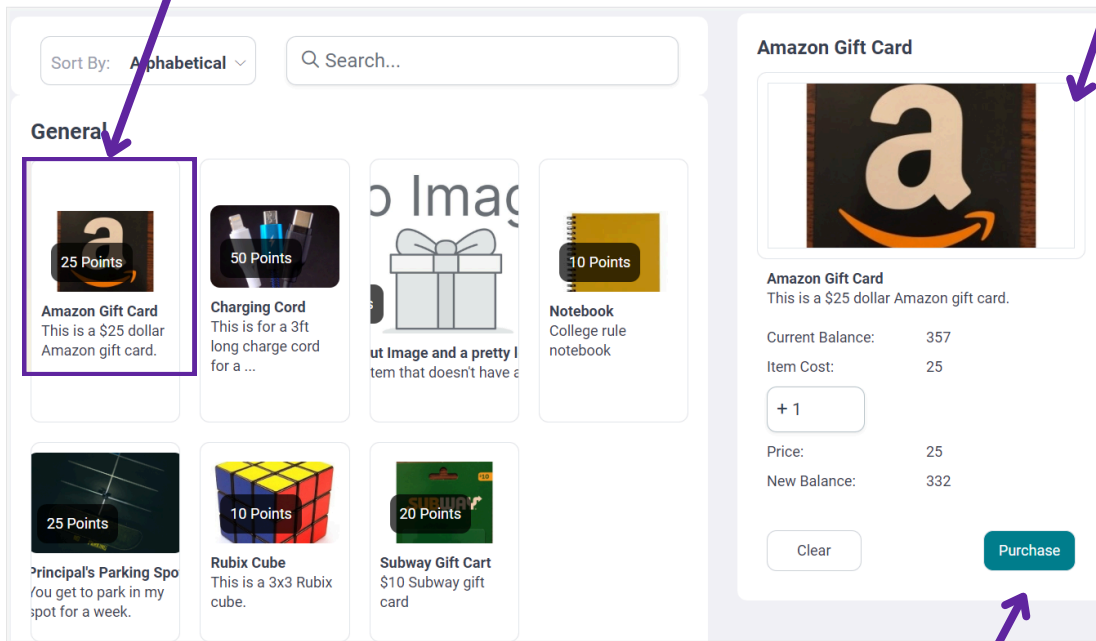 Sort By: Alphabetical
Search...
General
25 Points
Amazon Gift Card
This is a $25 dollar
Amazon gift card.
50 Points
Charging Cord
This is for a 3ft
long charge cord
for a ...
o Imag
s
ut Image and a pretty l
tem that doesn't have a
10 Points
Notebook
College rule
notebook
25 Points
Principal's Parking Spo
You get to park in my
spot for a week.
10 Points
Rubix Cube
This is a 3x3 Rubix
cube.
$10
SUBWAY
20 Points
Subway Gift Cart
$10 Subway gift
card
Amazon Gift Card
a
Amazon Gift Card
This is a $25 dollar Amazon gift card.
Current Balance: 357
Item Cost: 25
+ 1
Price: 25
New Balance: 332
Clear
Purchase